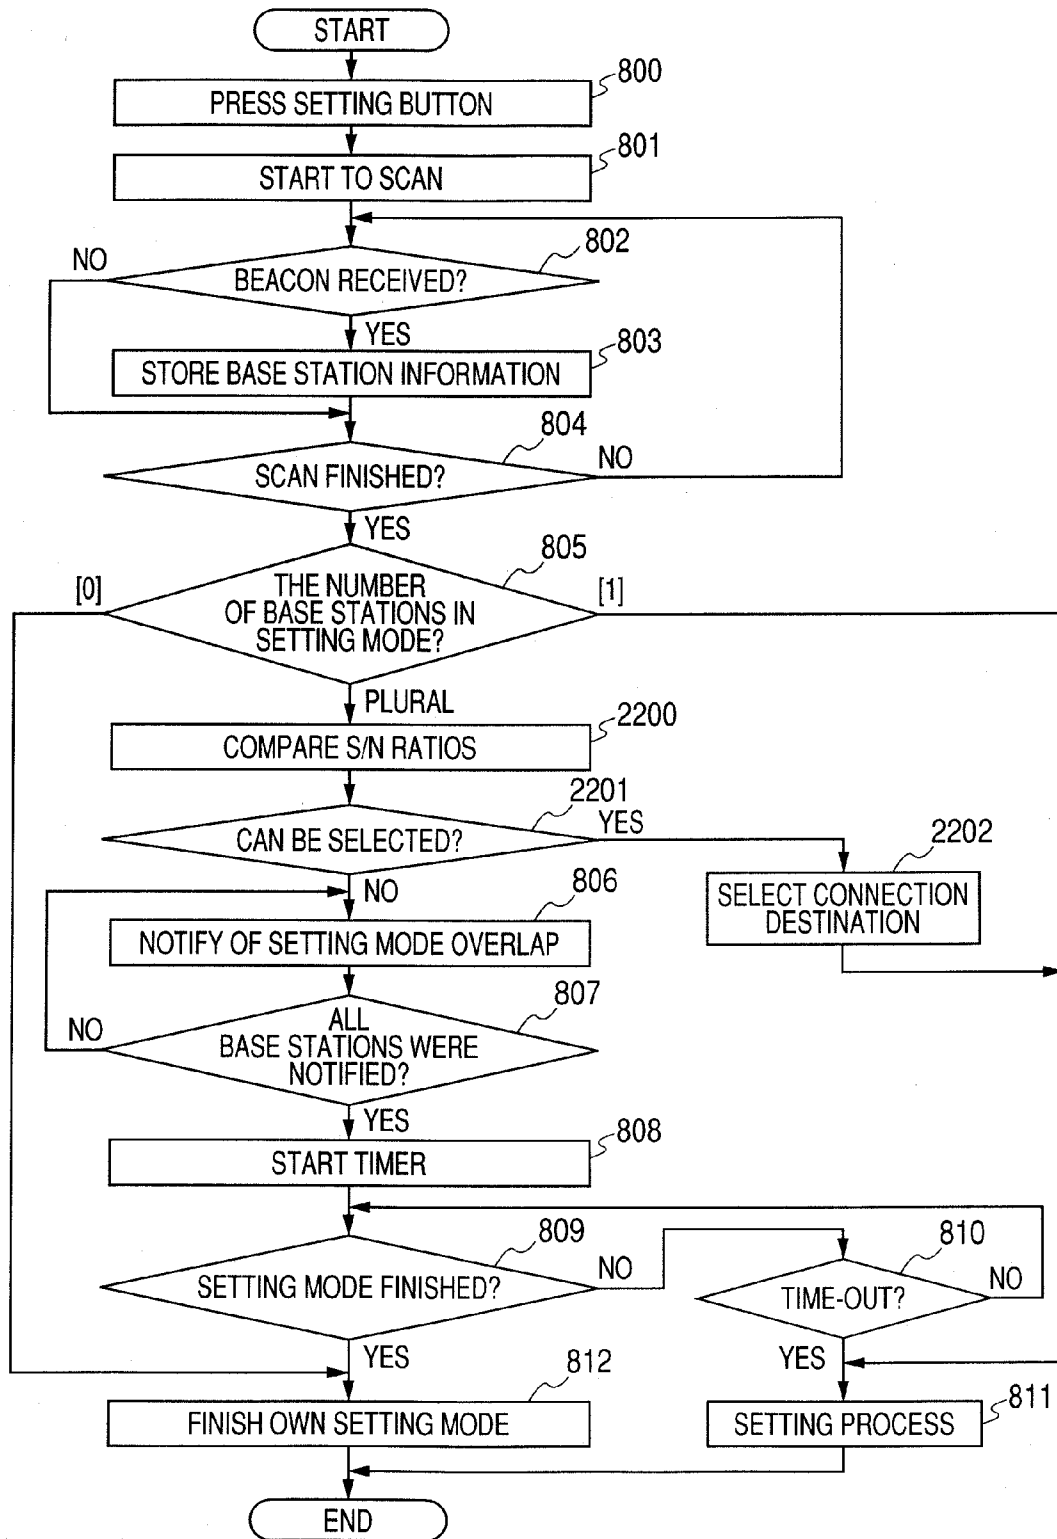 START
800
PRESS SETTING BUTTON
801
START TO SCAN
802
NO
BEACON RECEIVED?
YES
803
STORE BASE STATION INFORMATION
804
NO
SCAN FINISHED?
YES
805
[0]
[1]
THE NUMBER
OF BASE STATIONS IN
SETTING MODE?
PLURAL
2200
COMPARE S/N RATIOS
2201
YES
CAN BE SELECTED?
2202
SELECT CONNECTION
DESTINATION
NO
806
NOTIFY OF SETTING MODE OVERLAP
807
NO
ALL
BASE STATIONS WERE
NOTIFIED?
YES
808
START TIMER
809
NO
SETTING MODE FINISHED?
810
NO
TIME-OUT?
YES
YES
812
FINISH OWN SETTING MODE
811
SETTING PROCESS
END